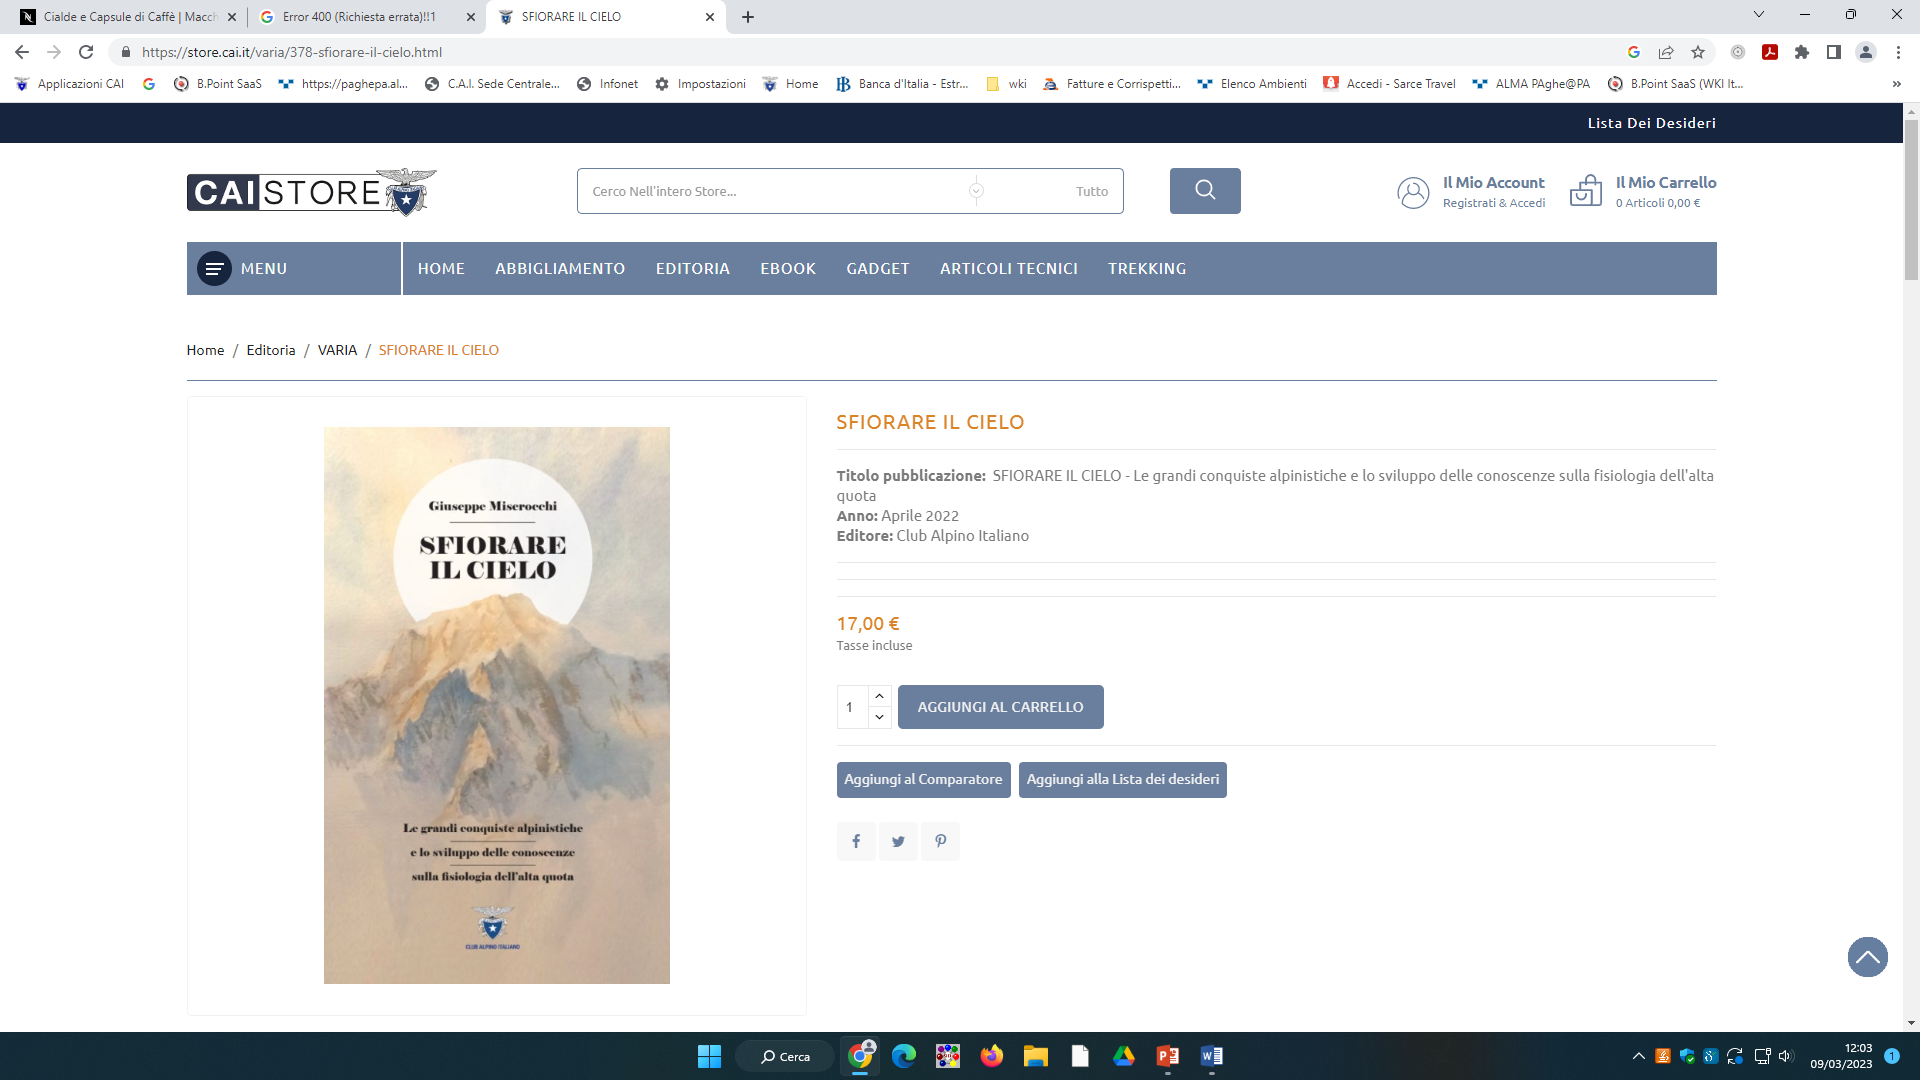 Cialde e Capsule di Caffè | Macch
Error 400 (Richiesta errata)!!1
SFIORARE IL CIELO
https://store.cai.it/varia/378-sfiorare-il-cielo.html
Applicazioni CAI
B.Point SaaS
https://paghepa.al...
C.A.I. Sede Centrale...
Infonet
Impostazioni
Home
Banca d'Italia - Estr...
wki
Fatture e Corrispetti...
Elenco Ambienti
Accedi - Sarce Travel
ALMA PAghe@PA
B.Point SaaS (WKI It...
»
Lista Dei Desideri
CAISTORE
Cerco Nell'intero Store...
Tutto
Il Mio Account
Registrati & Accedi
Il Mio Carrello
0 Articoli 0,00 €
MENU
HOME
ABBIGLIAMENTO
EDITORIA
EBOOK
GADGET
ARTICOLI TECNICI
TREKKING
Home / Editoria / VARIA / SFIORARE IL CIELO
Giuseppe Miserocchi
SFIORARE
IL CIELO
Le grandi conquiste alpinistiche
e lo sviluppo delle conoscenze
sulla fisiologia dell'alta quota
CLUB ALPINO ITALIANO
SFIORARE IL CIELO
Titolo pubblicazione: SFIORARE IL CIELO - Le grandi conquiste alpinistiche e lo sviluppo delle conoscenze sulla fisiologia dell'alta
quota
Anno: Aprile 2022
Editore: Club Alpino Italiano
17,00 €
Tasse incluse
1
AGGIUNGI AL CARRELLO
Aggiungi al Comparatore
Aggiungi alla Lista dei desideri
Cerca
12:03
09/03/2023
1